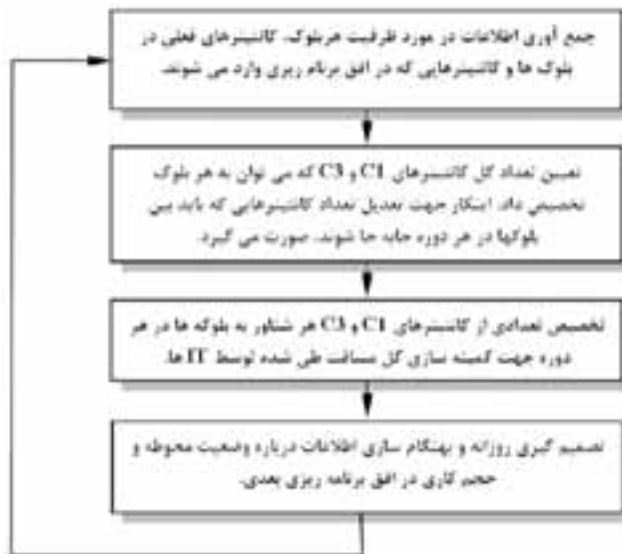 جمع آوری اطلاعات در مورد ظرفیت هربلوک، کانتینرهای فعلی در
بلوک ها و کانتینرهایی که در افق برنام ریزی وارد می شوند.
تعیین تعداد کل کانتینرهای C1 و C3 که می توان به هر بلوک
تخصیص داد. اینکار جهت تعدیل تعداد کانتینرهایی که باید بین
بلوکها در هر دوره جابه جا شوند، صورت می گیرد.
تخصیص تعدادی از کانتینرهای C1 و C3 هر شناور به بلوکه ها در هر
دوره جهت کمینه سازی کل مسافت طی شده توسط IT ها.
تصمیم گیری روزانه و بهنگام سازی اطلاعات درباره وضعیت محوطه و
حجم کاری در افق برنامه ریزی بعدی.